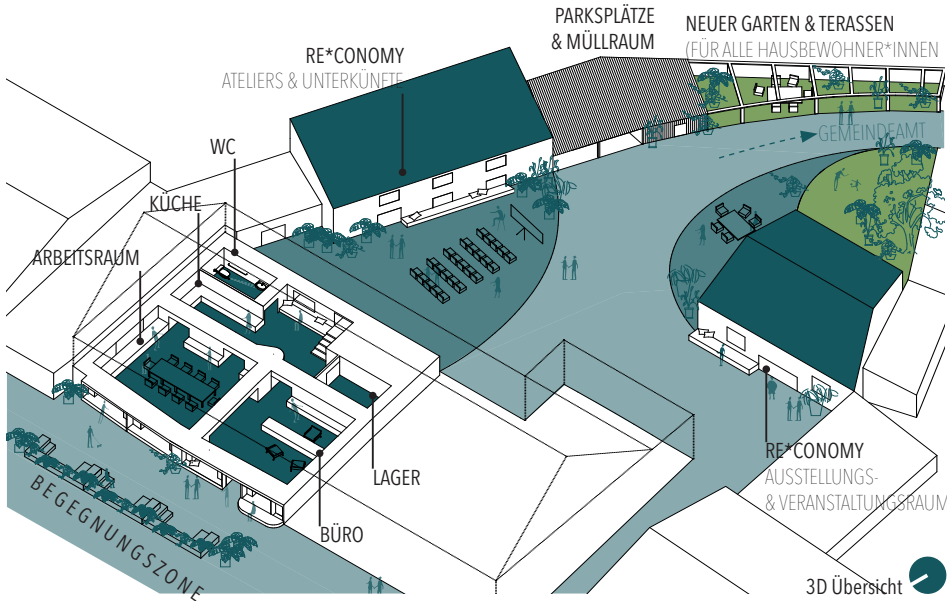 PARKSPLÄTZE
& MÜLLRAUM
NEUER GARTEN & TERASSEN
(FÜR ALLE HAUSBEWOHNER*INNEN
RE*CONOMY
ATELIERS & UNTERKÜNFTE
GEMEINDEAMT
WC
KÜCHE
ARBEITSRAUM
LAGER
BÜRO
BEGEGNUNGSZONE
RE*CONOMY
AUSSTELLUNGS-
& VERANSTALTUNGSRAUM
3D Übersicht